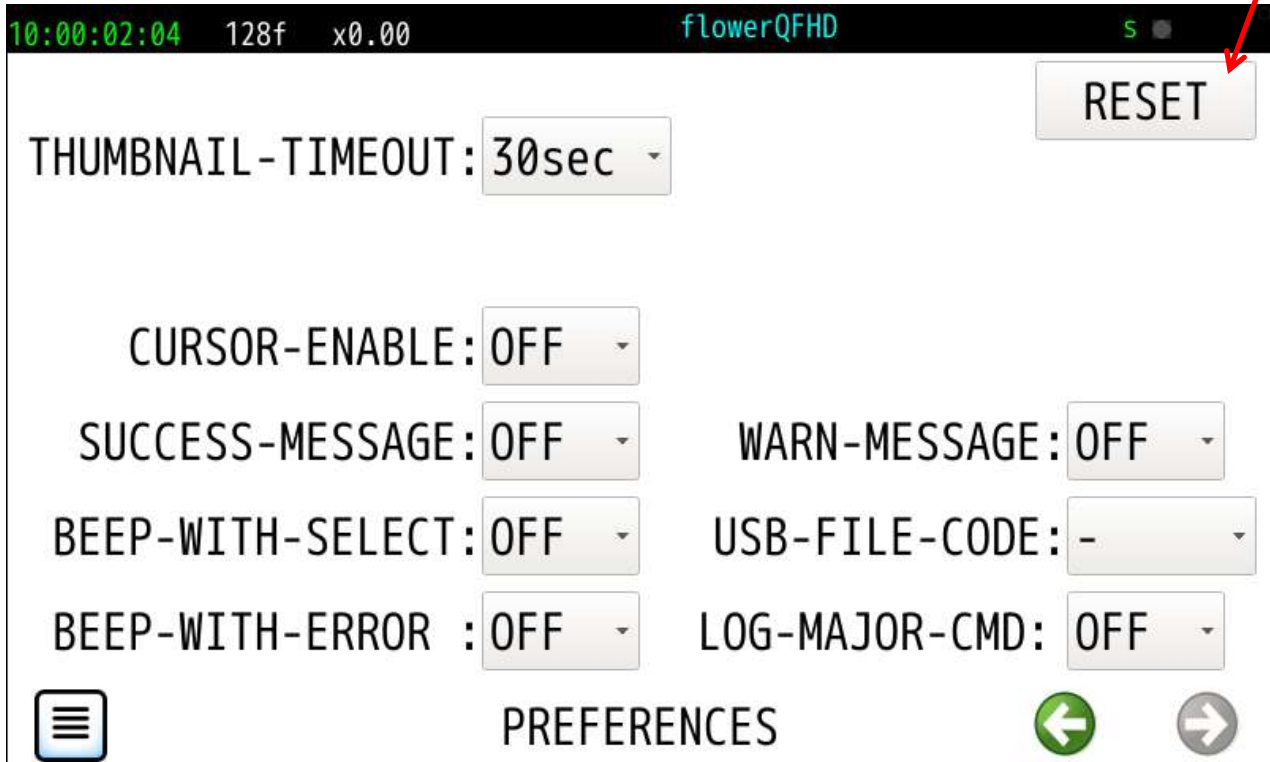 10:00:02:04 128f x0.00 flowerQFHD S
RESET
THUMBNAIL-TIMEOUT: 30sec
CURSOR-ENABLE: OFF
SUCCESS-MESSAGE: OFF WARN-MESSAGE: OFF
BEEP-WITH-SELECT: OFF USB-FILE-CODE: -
BEEP-WITH-ERROR : OFF LOG-MAJOR-CMD: OFF
PREFERENCES